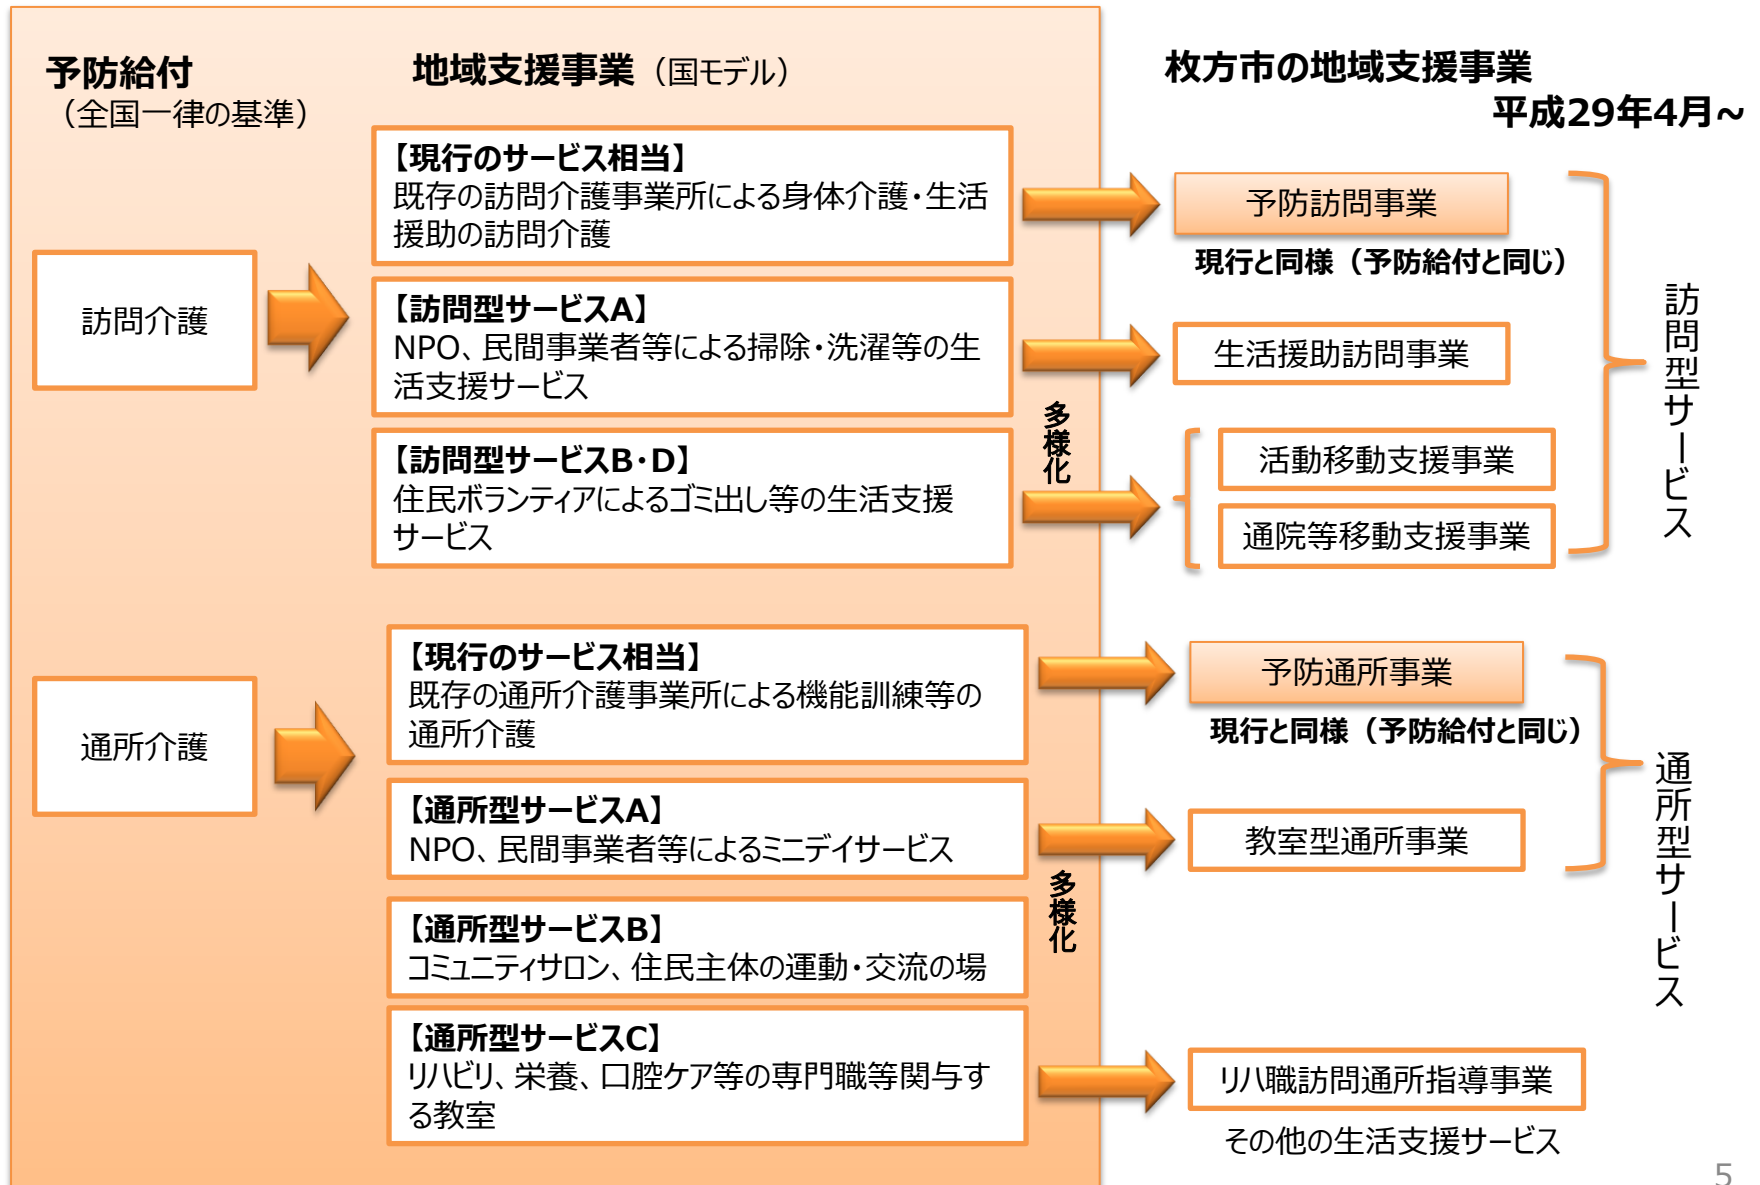 予防給付
（全国一律の基準）
地域支援事業（国モデル）
枚方市の地域支援事業
平成29年4月～
訪問介護
【現行のサービス相当】
既存の訪問介護事業所による身体介護・生活
援助の訪問介護
【訪問型サービスA】
NPO、民間事業者等による掃除・洗濯等の生
活支援サービス
【訪問型サービスB・D】
住民ボランティアによるゴミ出し等の生活支援
サービス
多様化
予防訪問事業
現行と同様（予防給付と同じ）
生活援助訪問事業
活動移動支援事業
通院等移動支援事業
訪問型サービス
通所介護
【現行のサービス相当】
既存の通所介護事業所による機能訓練等の
通所介護
【通所型サービスA】
NPO、民間事業者等によるミニデイサービス
【通所型サービスB】
コミュニティサロン、住民主体の運動・交流の場
【通所型サービスC】
リハビリ、栄養、口腔ケア等の専門職等関与す
る教室
多様化
予防通所事業
現行と同様（予防給付と同じ）
教室型通所事業
通所型サービス
リハ職訪問通所指導事業
その他の生活支援サービス
5